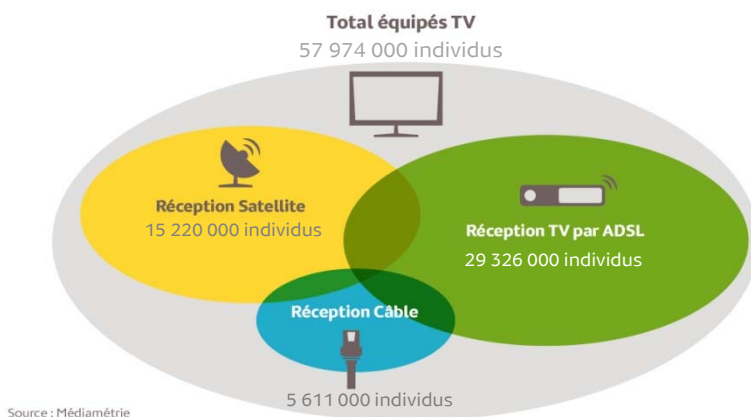 Total équipés TV
57 974 000 individus
Réception Satellite
15 220 000 individus
Réception TV par ADSL
29 326 000 individus
Réception Câble
5 611 000 individus
Source : Médiamétrie